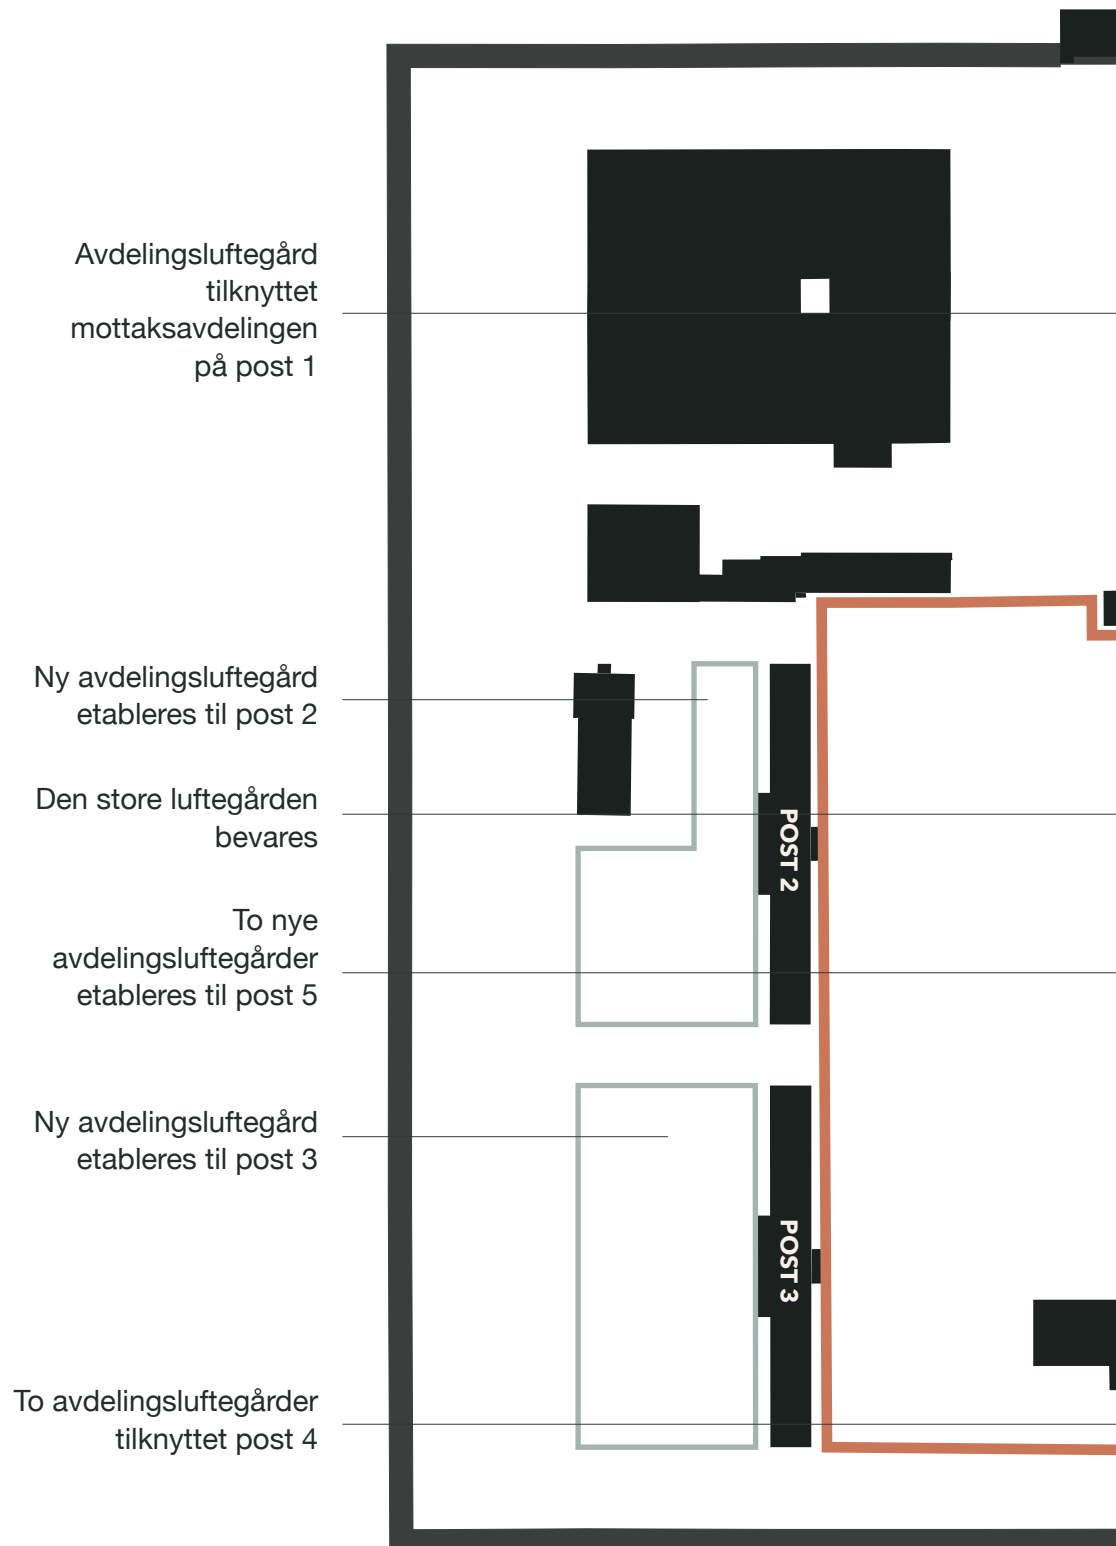 Avdelingsluftegård
tilknyttet
mottaksavdelingen
på post 1
Ny avdelingsluftegård
etableres til post 2
Den store luftegården
bevares
To nye
avdelingsluftegårder
etableres til post 5
Ny avdelingsluftegård
etableres til post 3
To avdelingsluftegårder
tilknyttet post 4
POST 2
POST 3